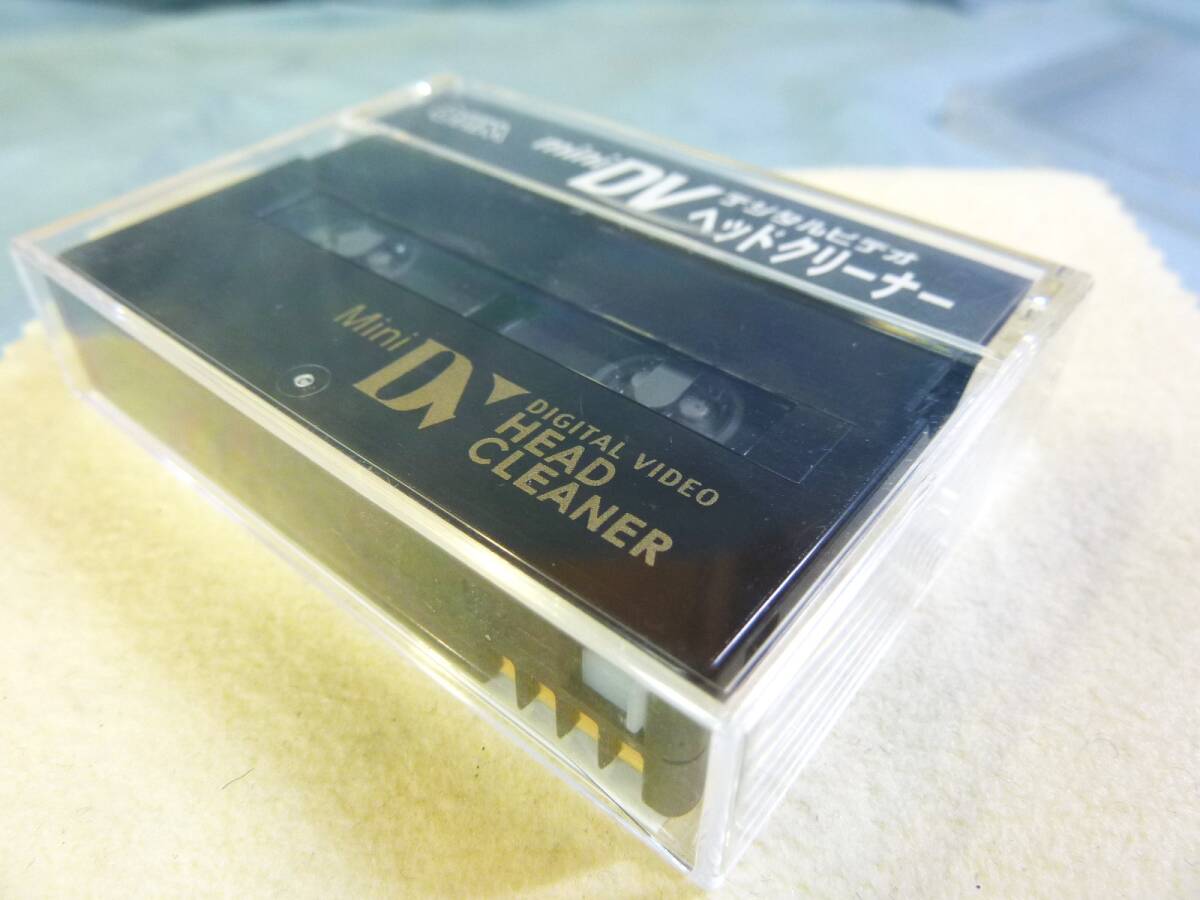 mini DV デジタルビデオ
ヘッドクリーナー
Mini DV
DIGITAL VIDEO
HEAD
CLEANER
G